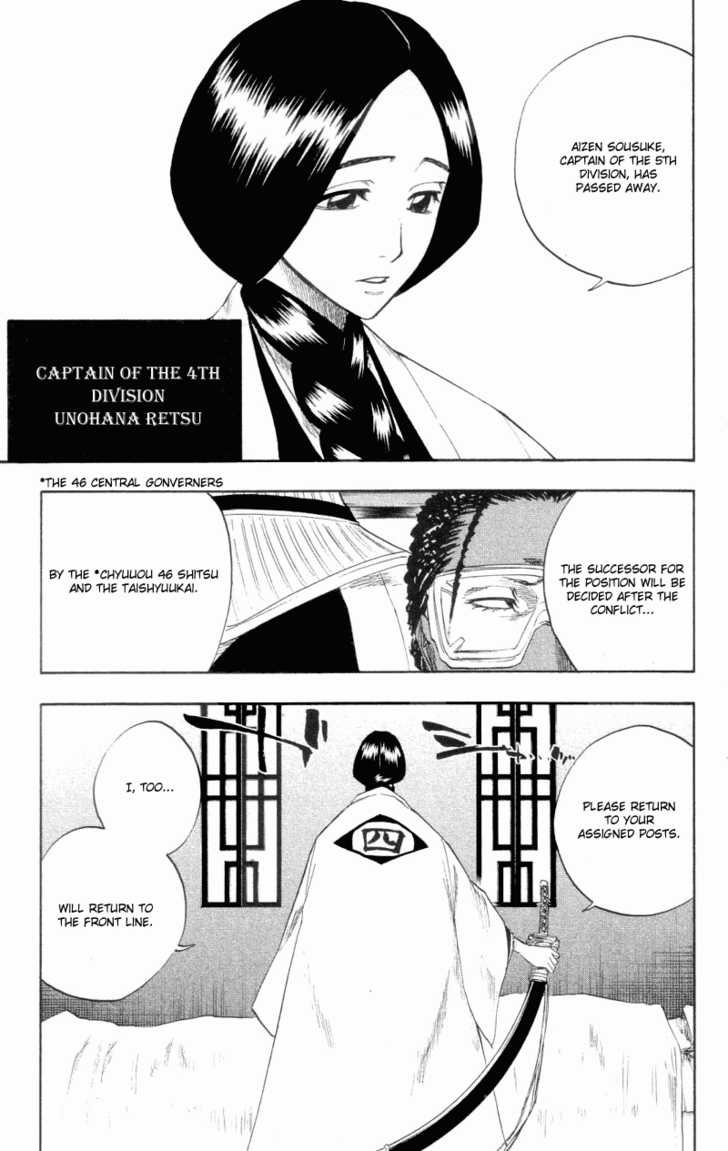 AIZEN SOUSUKE,
CAPTAIN OF THE 5TH
DIVISION, HAS
PASSED AWAY.
CAPTAIN OF THE 4TH
DIVISION
UNOHANA RETSU
*THE 46 CENTRAL GONVERNERS
THE SUCCESSOR FOR
THE POSITION WILL BE
DECIDED AFTER THE
CONFLICT...
BY THE *CHYUUOU 46 SHITSU
AND THE TAISHYUUKAI.
PLEASE RETURN
TO YOUR
ASSIGNED POSTS.
I, TOO...
WILL RETURN TO
THE FRONT LINE.
四